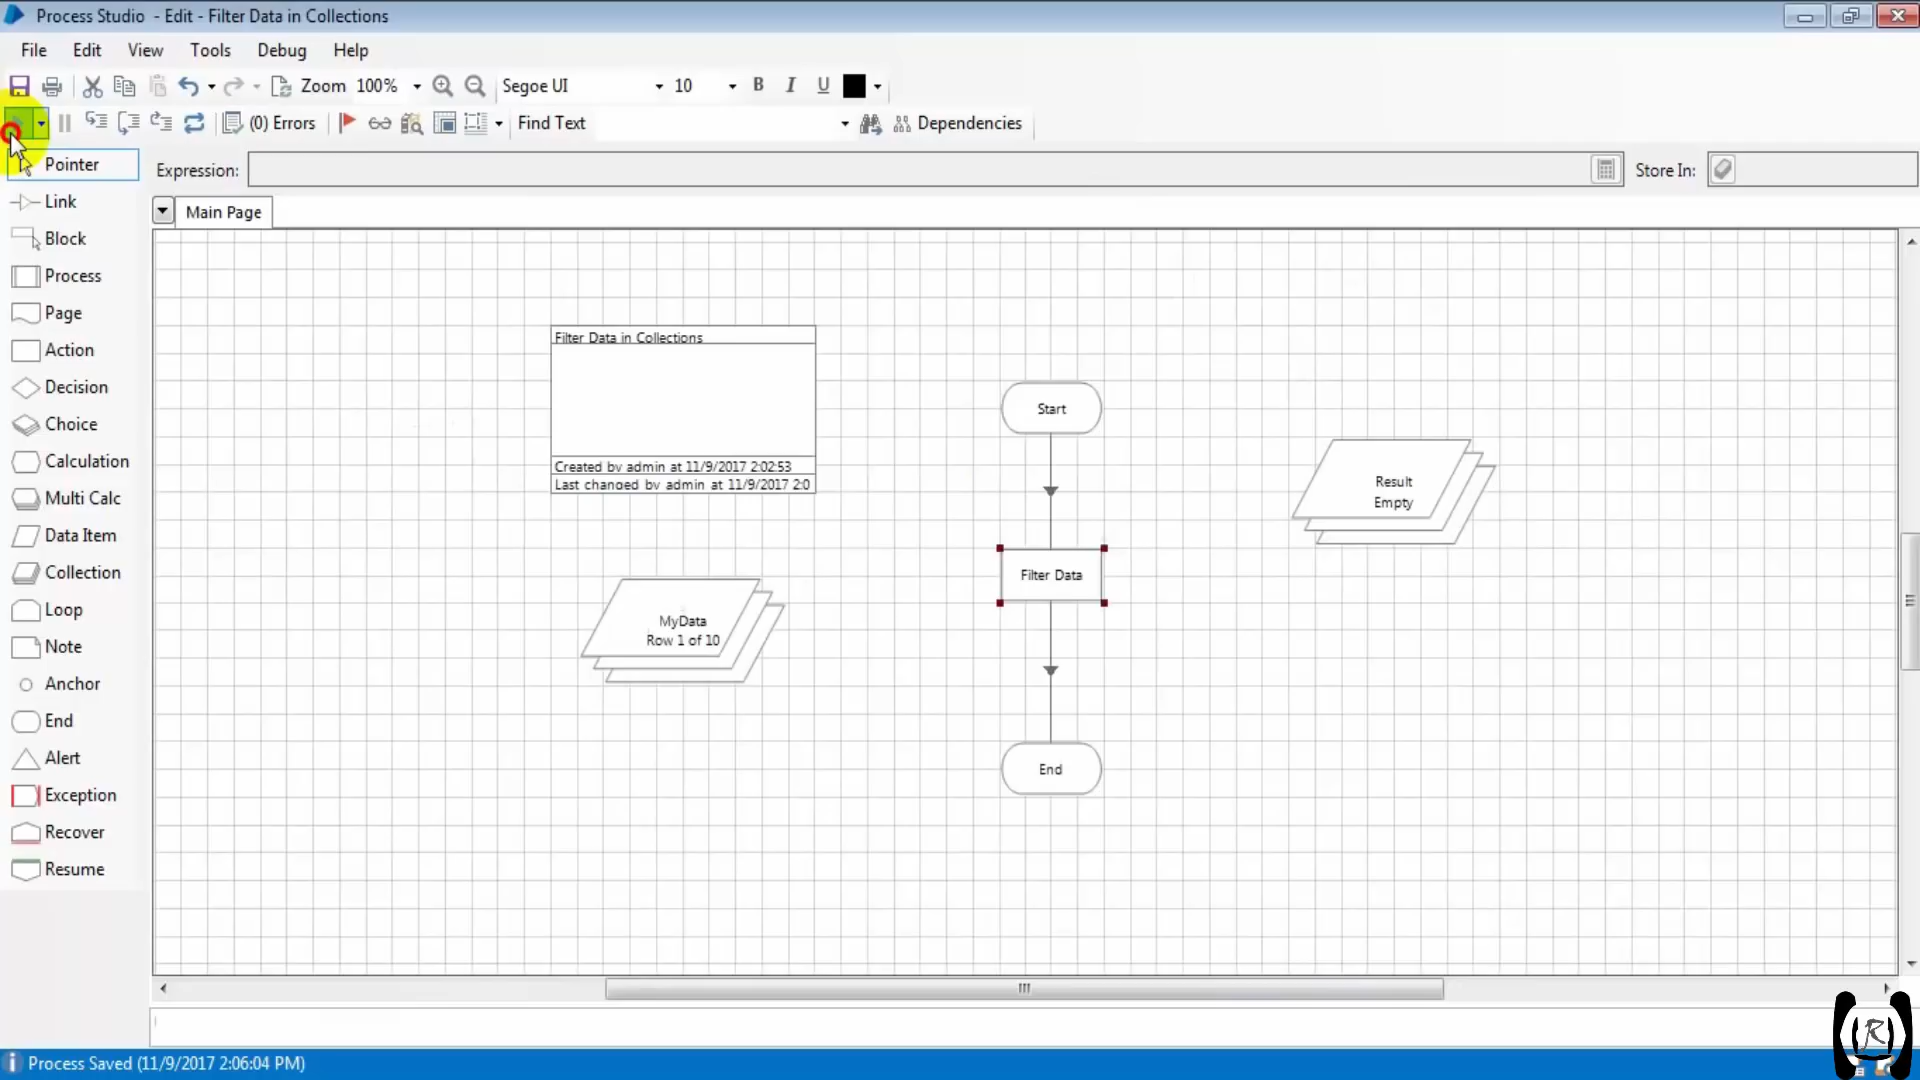 Process Studio - Edit - Filter Data in Collections
File Edit View Tools Debug Help
Zoom 100% Segoe UI 10 B I U
(0) Errors Find Text Dependencies
Pointer
Expression:
Store In:
Link
Main Page
Block
Process
Page
Action
Decision
Choice
Calculation
Multi Calc
Data Item
Collection
Loop
Note
Anchor
End
Alert
Exception
Recover
Resume
Filter Data in Collections
Created by admin at 11/9/2017 2:02:53
Last changed by admin at 11/9/2017 2:0
Start
Result
Empty
Filter Data
MyData
Row 1 of 10
End
Process Saved (11/9/2017 2:06:04 PM)
R